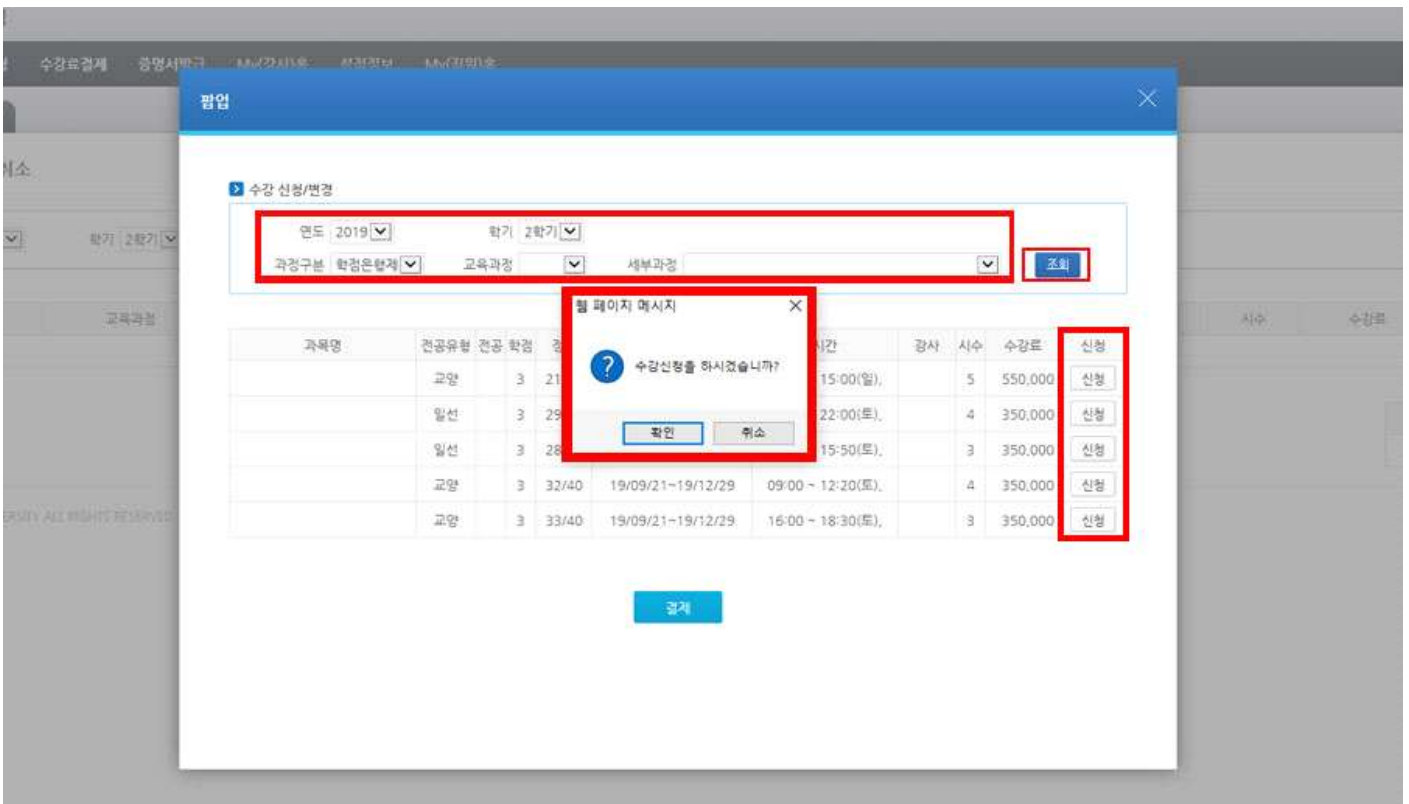 수강료결제 증명서발급
팝업
수강 신청/변경
연도 2019 학기 2학기
과정구분 학점은행제 교육과정 세부과정 조회
학기 2학기
교육과정 시수 수강료
웹 페이지 메시지
수강신청을 하시겠습니까?
확인 취소
과목명 전공유형 전공 학점 강사 시수 수강료 신청
교양 3 21 15:00(일), 5 550,000 신청
일선 3 29 22:00(토), 4 350,000 신청
일선 3 28 15:50(토), 3 350,000 신청
교양 3 32/40 19/09/21~19/12/29 09:00 ~ 12:20(토), 4 350,000 신청
교양 3 33/40 19/09/21~19/12/29 16:00 ~ 18:30(토), 3 350,000 신청
ALL RIGHTS RESERVED
결제